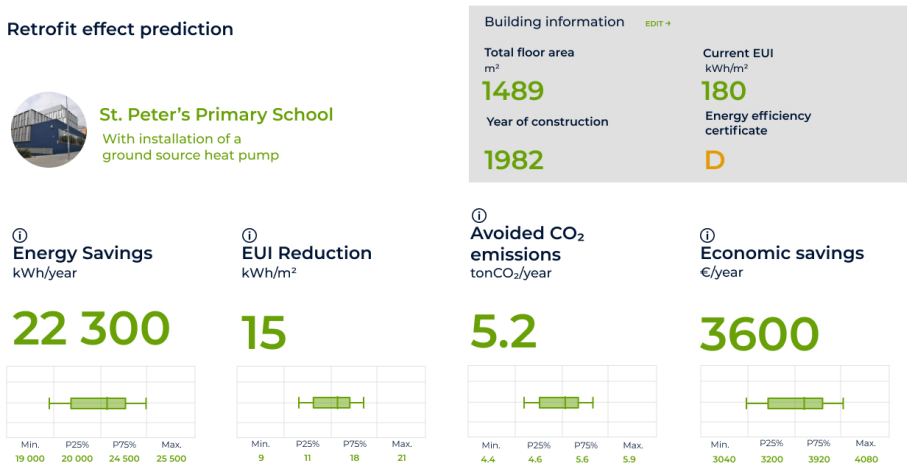 Retrofit effect prediction
Building information EDIT →
Total floor area
m²
1489
Current EUI
kWh/m²
180
Year of construction
1982
Energy efficiency
certificate
D
St. Peter's Primary School
With installation of a
ground source heat pump
Energy Savings
kWh/year
22 300
Min. P25% P75% Max.
19 000 20 000 24 500 25 500
EUI Reduction
kWh/m²
15
Min. P25% P75% Max.
9 11 18 21
Avoided CO₂
emissions
tonCO₂/year
5.2
Min. P25% P75% Max.
4.4 4.6 5.6 5.9
Economic savings
€/year
3600
Min. P25% P75% Max.
3040 3200 3920 4080